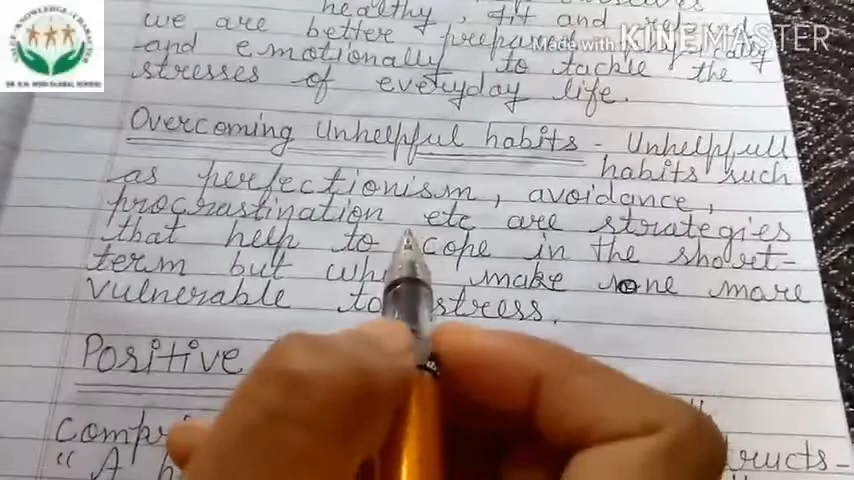 healthy, fit and
we are better prepared
and emotionally to tackle the
stresses of everyday life.
Overcoming Unhelpful habits - Unhelpfull
habits such
as perfectionism, avoidance,
procrastination etc are strategies
that help to cope in the short-
term but make one more
vulnerable to stress.
Positive
Made with KINEMASTER